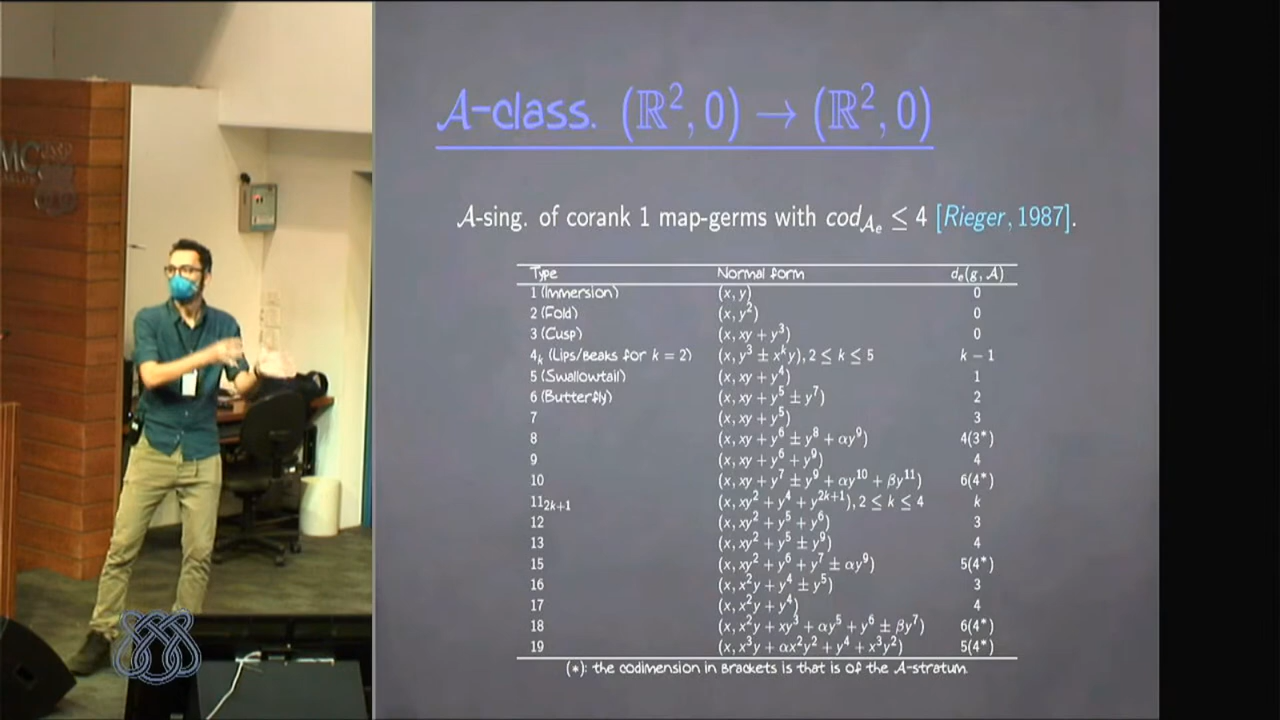 MC
𝒜-class. (ℝ², 0) → (ℝ², 0)
𝒜-sing. of corank 1 map-germs with cod_{𝒜_e} ≤ 4 [Rieger, 1987].
Type Normal form d_e(g, 𝒜)
1 (Immersion) (x, y) 0
2 (Fold) (x, y²) 0
3 (Cusp) (x, xy + y³) 0
4_k (Lips/Beaks for k = 2) (x, y³ ± x^k y), 2 ≤ k ≤ 5 k − 1
5 (Swallowtail) (x, xy + y⁴) 1
6 (Butterfly) (x, xy + y⁵ ± y⁷) 2
7 (x, xy + y⁵) 3
8 (x, xy + y⁶ ± y⁸ + αy⁹) 4(3*)
9 (x, xy + y⁶ + y⁹) 4
10 (x, xy + y⁷ ± y⁹ + αy¹⁰ + βy¹¹) 6(4*)
11_{2k+1} (x, xy² + y⁴ + y^{2k+1}), 2 ≤ k ≤ 4 k
12 (x, xy² + y⁵ + y⁶) 3
13 (x, xy² + y⁵ ± y⁹) 4
15 (x, xy² + y⁶ + y⁷ ± αy⁹) 5(4*)
16 (x, x²y + y⁴ ± y⁵) 3
17 (x, x²y + y⁴) 4
18 (x, x²y + xy³ + αy⁵ + y⁶ ± βy⁷) 6(4*)
19 (x, x³y + αx²y² + y⁴ + x³y²) 5(4*)
(*): the codimension in brackets is that is of the 𝒜-stratum.